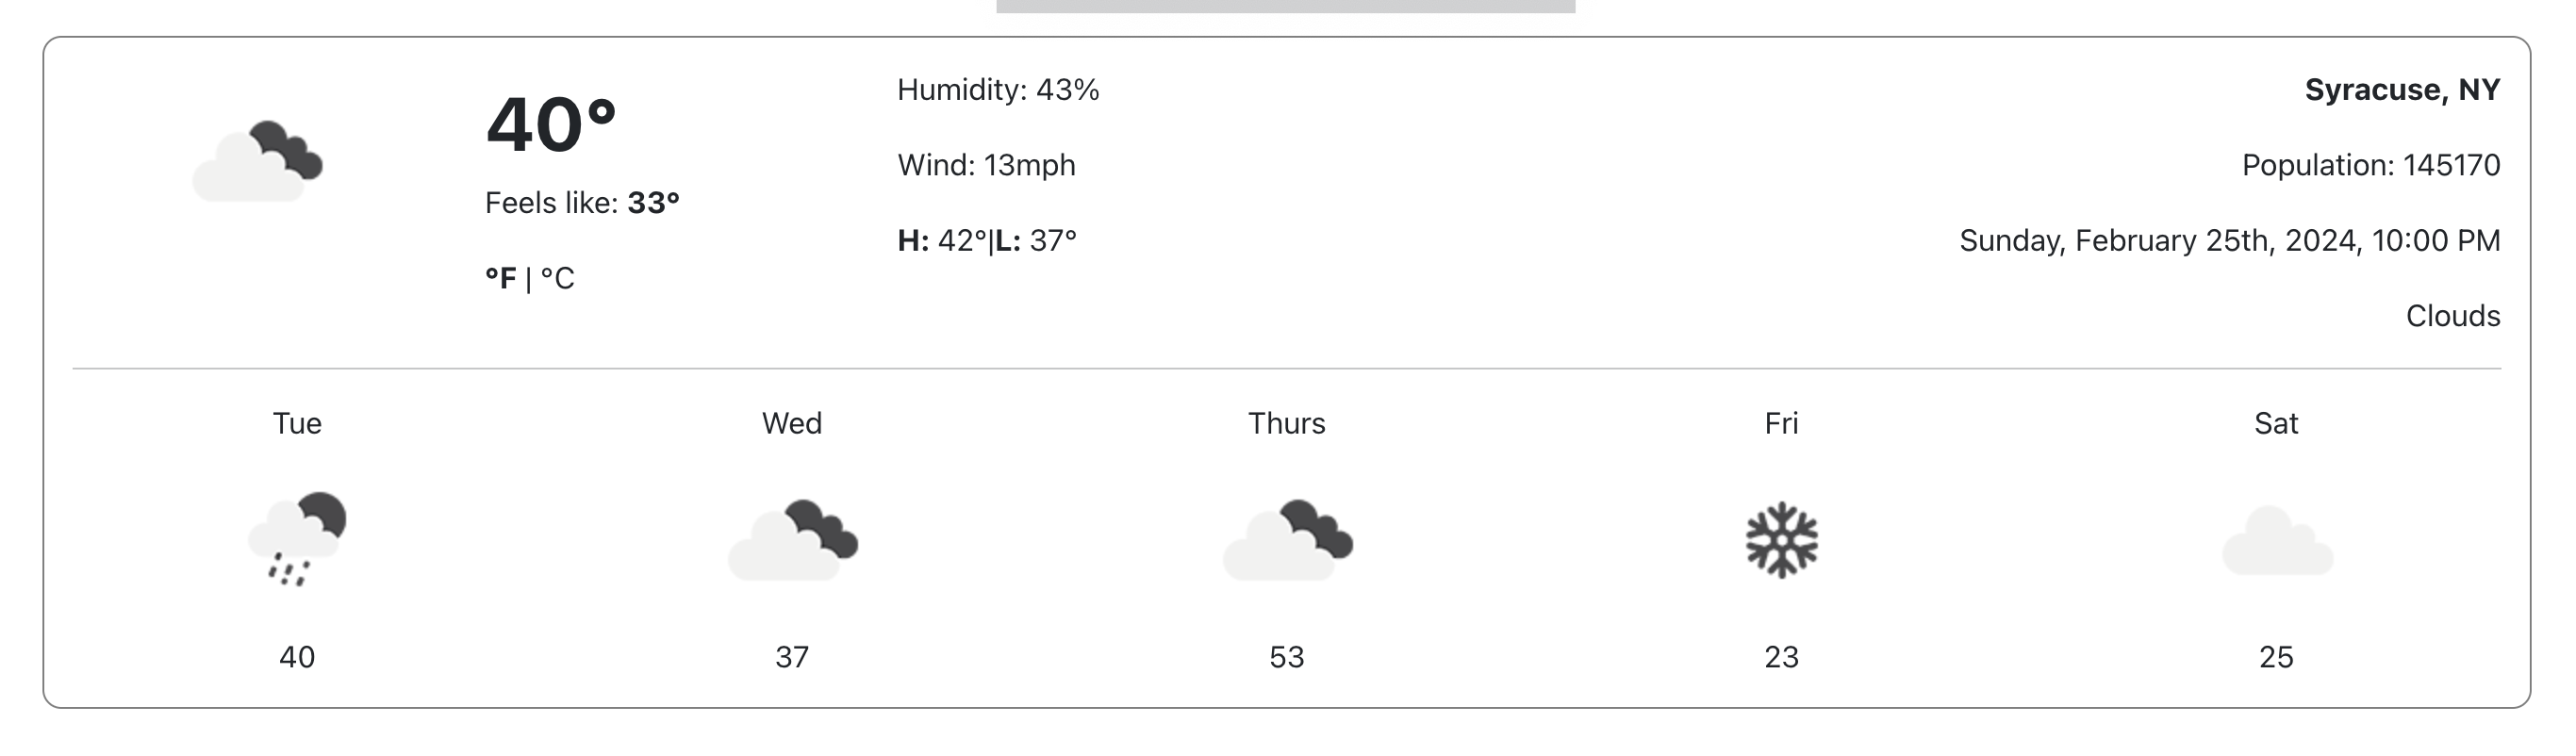 40°
Feels like: 33°
°F | °C
Humidity: 43%
Wind: 13mph
H: 42°|L: 37°
Syracuse, NY
Population: 145170
Sunday, February 25th, 2024, 10:00 PM
Clouds
Tue Wed Thurs Fri Sat
40 37 53 23 25